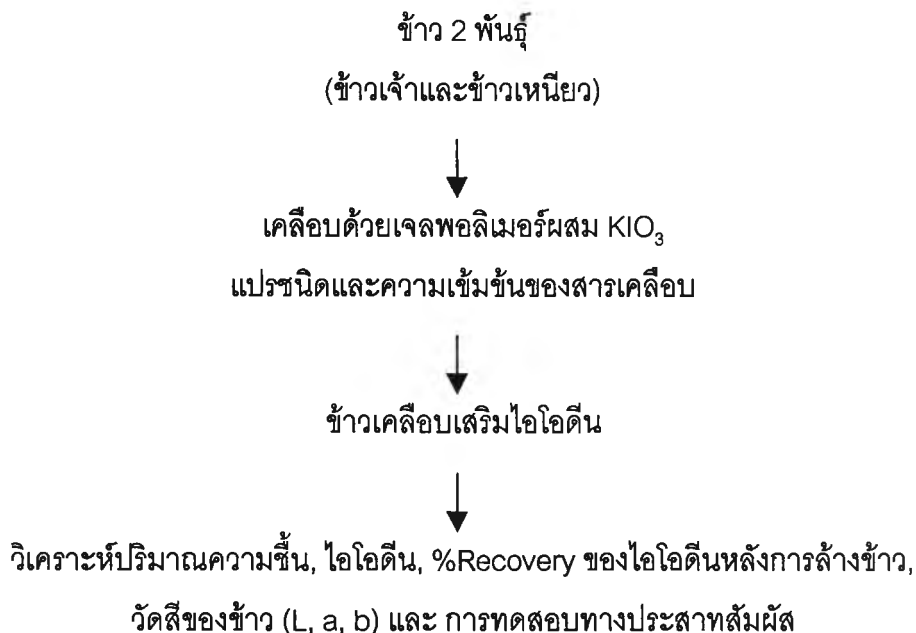 ข้าว 2 พันธุ์
(ข้าวเจ้าและข้าวเหนียว)
เคลือบด้วยเจลพอลิเมอร์ผสม KIO₃
แปรชนิดและความเข้มข้นของสารเคลือบ
ข้าวเคลือบเสริมไอโอดีน
วิเคราะห์ปริมาณความชื้น, ไอโอดีน, %Recovery ของไอโอดีนหลังการล้างข้าว,
วัดสีของข้าว (L, a, b) และ การทดสอบทางประสาทสัมผัส